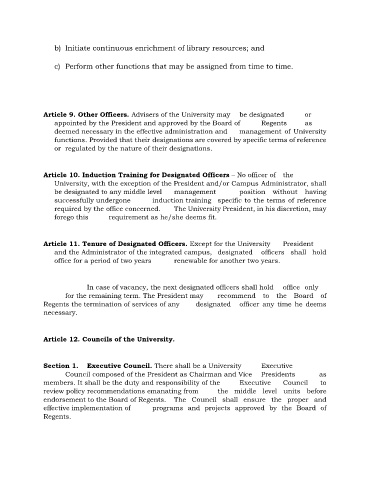 b) Initiate continuous enrichment of library resources; and
c) Perform other functions that may be assigned from time to time.
Article 9. Other Officers. Advisers of the University may be designated or
appointed by the President and approved by the Board of Regents as
deemed necessary in the effective administration and management of University
functions. Provided that their designations are covered by specific terms of reference
or regulated by the nature of their designations.
Article 10. Induction Training for Designated Officers – No officer of the
University, with the exception of the President and/or Campus Administrator, shall
be designated to any middle level management position without having
successfully undergone induction training specific to the terms of reference
required by the office concerned. The University President, in his discretion, may
forego this requirement as he/she deems fit.
Article 11. Tenure of Designated Officers. Except for the University President
and the Administrator of the integrated campus, designated officers shall hold
office for a period of two years renewable for another two years.
In case of vacancy, the next designated officers shall hold office only
for the remaining term. The President may recommend to the Board of
Regents the termination of services of any designated officer any time he deems
necessary.
Article 12. Councils of the University.
Section 1. Executive Council. There shall be a University Executive
Council composed of the President as Chairman and Vice Presidents as
members. It shall be the duty and responsibility of the Executive Council to
review policy recommendations emanating from the middle level units before
endorsement to the Board of Regents. The Council shall ensure the proper and
effective implementation of programs and projects approved by the Board of
Regents.